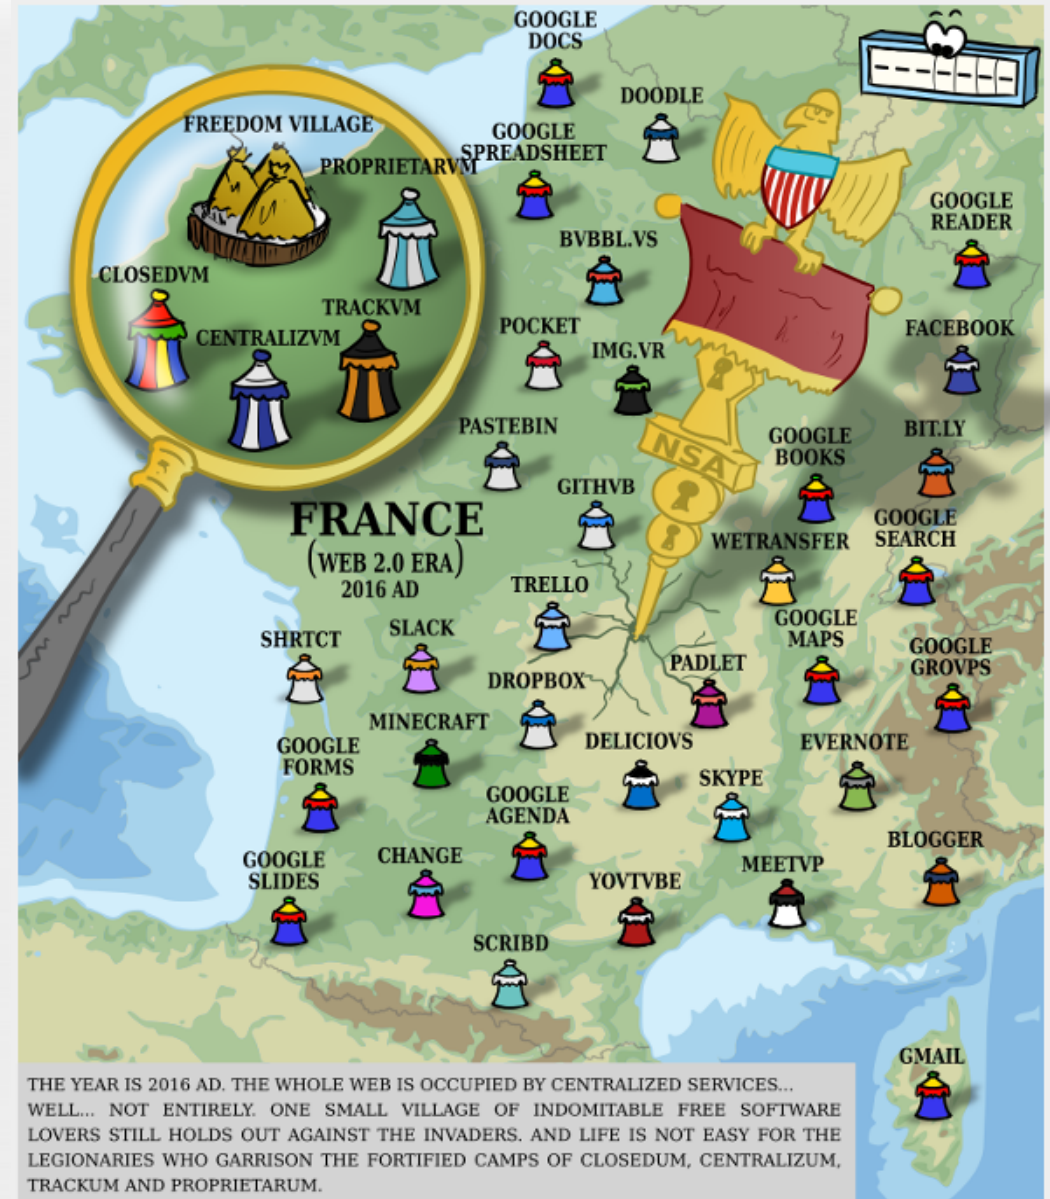 GOOGLE
DOCS
DOODLE
FREEDOM VILLAGE
PROPRIETARVM
GOOGLE
SPREADSHEET
GOOGLE
READER
BVBBL.VS
CLOSEDVM
TRACKVM
CENTRALIZVM
POCKET
IMG.VR
FACEBOOK
PASTEBIN
NSA
GOOGLE
BOOKS
BIT.LY
GITHVB
FRANCE
(WEB 2.0 ERA)
2016 AD
WETRANSFER
GOOGLE
SEARCH
TRELLO
SHRTCT
SLACK
GOOGLE
MAPS
PADLET
GOOGLE
GROVPS
DROPBOX
MINECRAFT
GOOGLE
FORMS
DELICIOVS
EVERNOTE
SKYPE
GOOGLE
AGENDA
GOOGLE
SLIDES
CHANGE
YOVTVBE
MEETVP
BLOGGER
SCRIBD
GMAIL
THE YEAR IS 2016 AD. THE WHOLE WEB IS OCCUPIED BY CENTRALIZED SERVICES...
WELL... NOT ENTIRELY. ONE SMALL VILLAGE OF INDOMITABLE FREE SOFTWARE
LOVERS STILL HOLDS OUT AGAINST THE INVADERS. AND LIFE IS NOT EASY FOR THE
LEGIONARIES WHO GARRISON THE FORTIFIED CAMPS OF CLOSEDUM, CENTRALIZUM,
TRACKUM AND PROPRIETARUM.